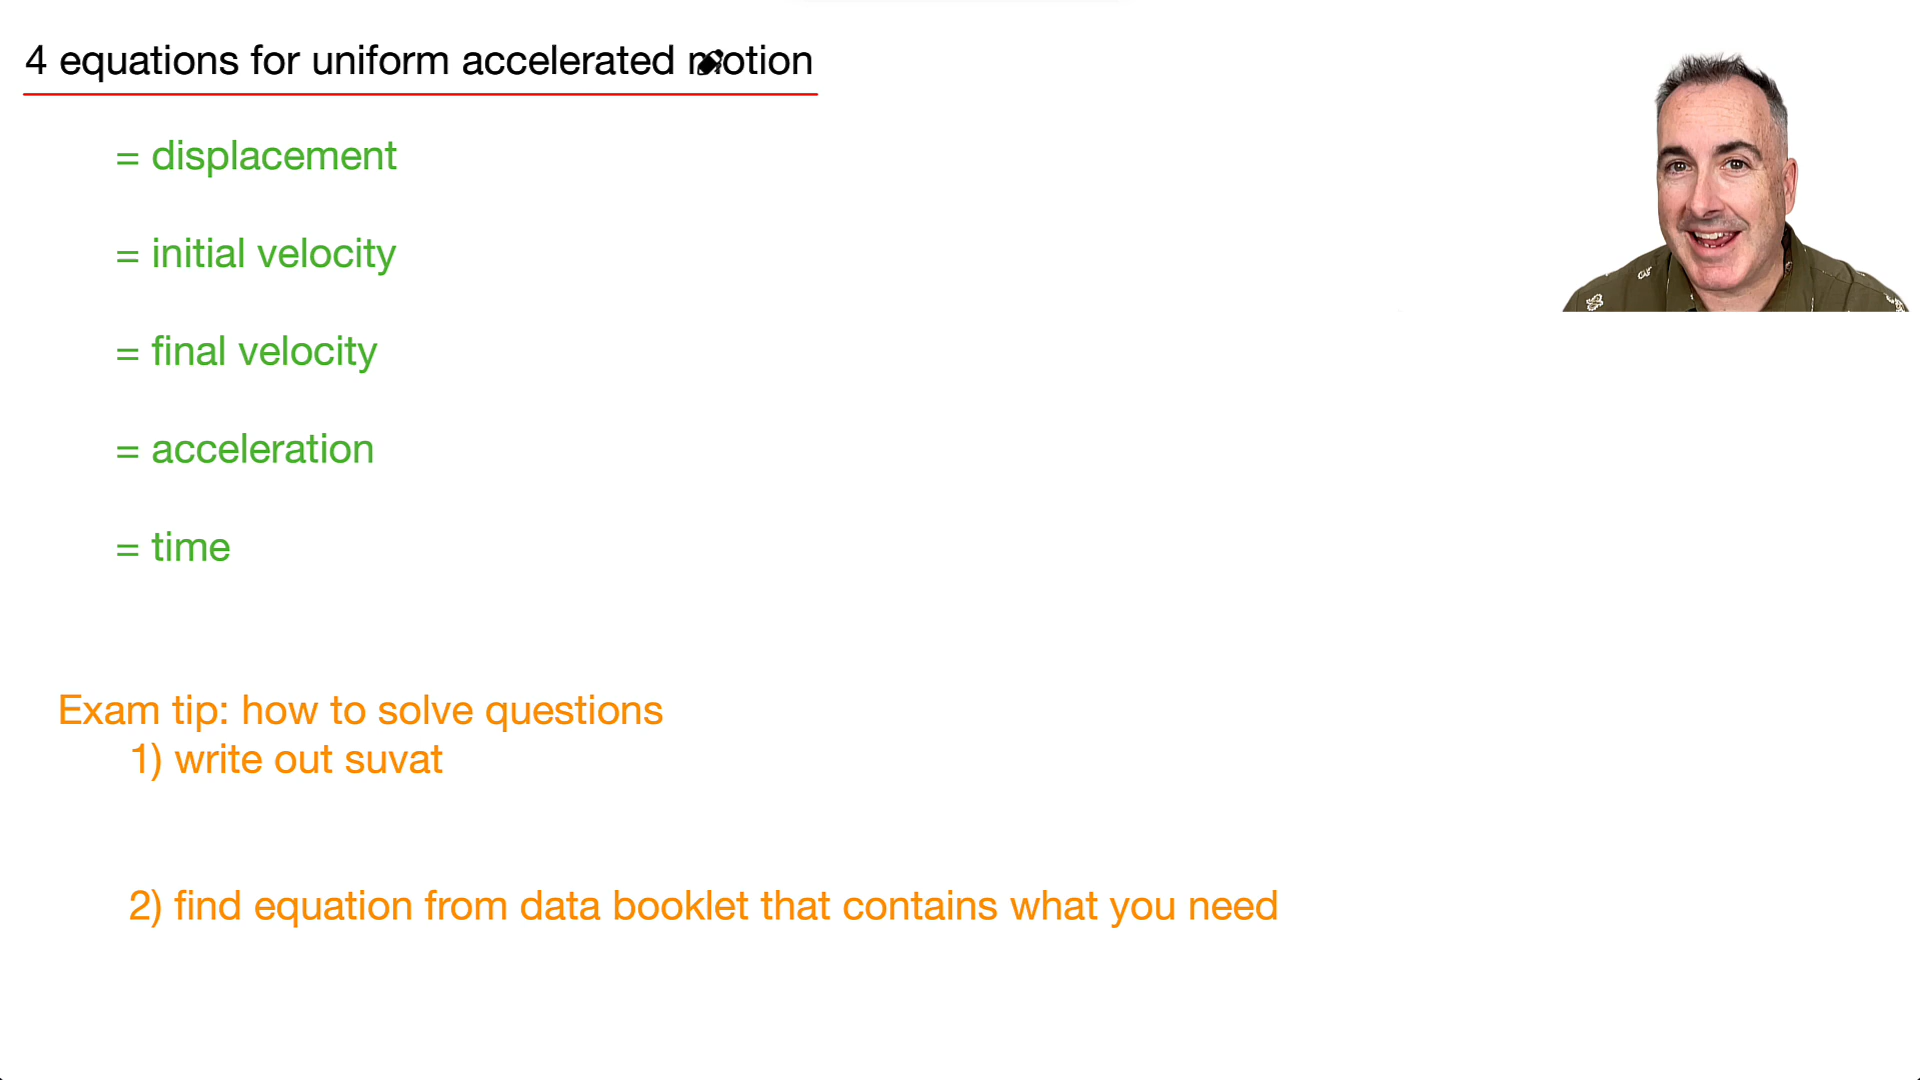 4 equations for uniform accelerated motion
= displacement
= initial velocity
= final velocity
= acceleration
= time
Exam tip: how to solve questions
1) write out suvat
2) find equation from data booklet that contains what you need